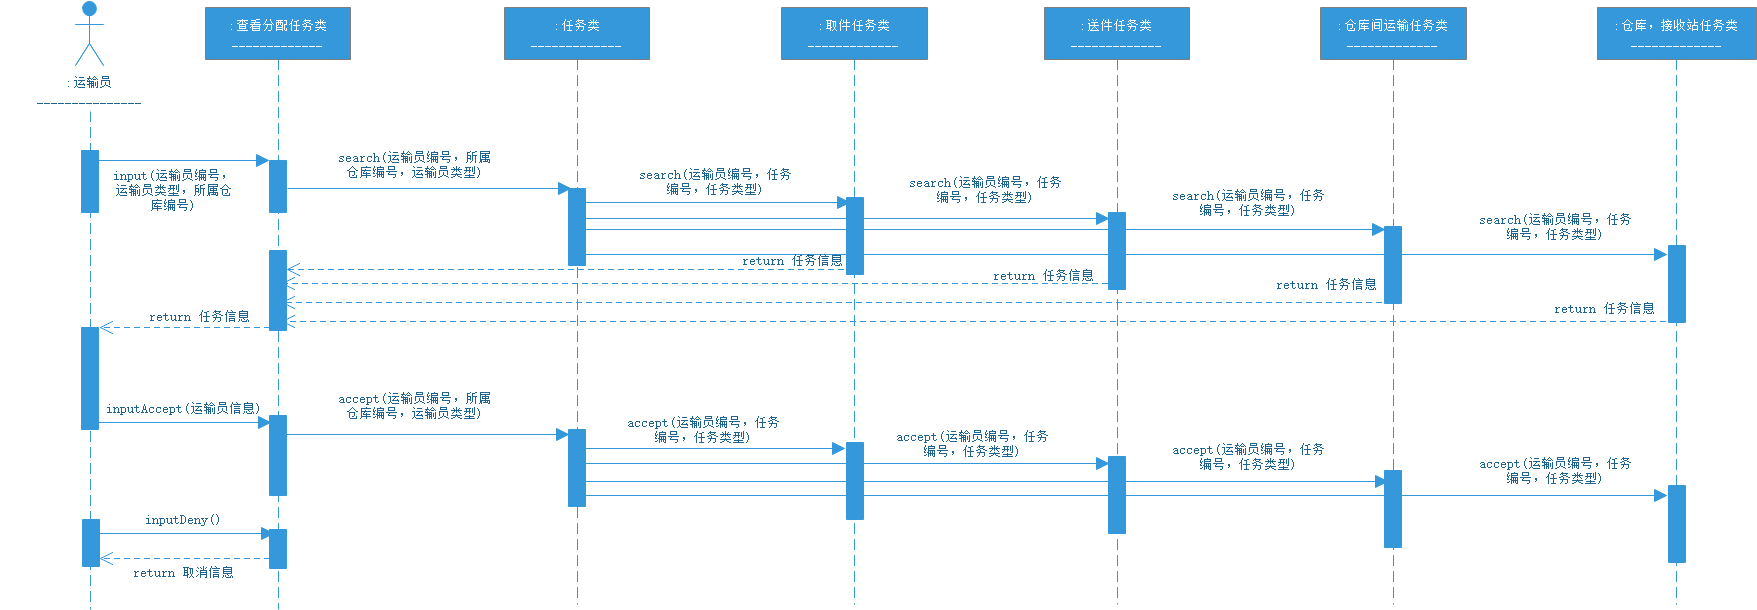 : 运输员
: 查看分配任务类
: 任务类
: 取件任务类
: 送件任务类
: 仓库间运输任务类
: 仓库，接收站任务类
input(运输员编号，
运输员类型，所属仓
库编号)
search(运输员编号，所属
仓库编号，运输员类型)
search(运输员编号，任务
编号，任务类型)
search(运输员编号，任务
编号，任务类型)
search(运输员编号，任务
编号，任务类型)
search(运输员编号，任务
编号，任务类型)
return 任务信息
return 任务信息
return 任务信息
return 任务信息
return 任务信息
inputAccept(运输员信息)
accept(运输员编号，所属
仓库编号，运输员类型)
accept(运输员编号，任务
编号，任务类型)
accept(运输员编号，任务
编号，任务类型)
accept(运输员编号，任务
编号，任务类型)
accept(运输员编号，任务
编号，任务类型)
inputDeny()
return 取消信息